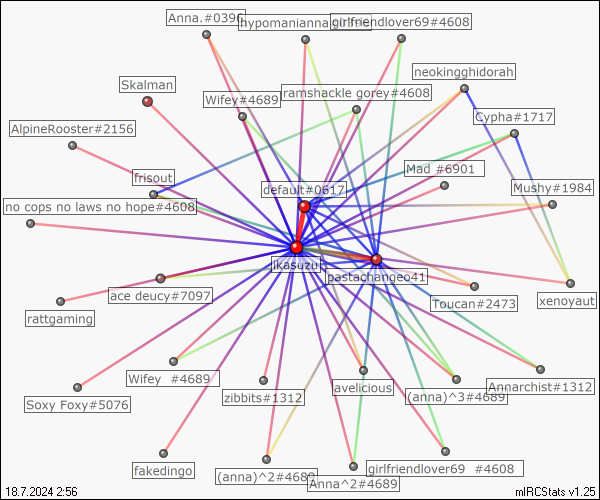 Anna.#0396
hypomanianna
girlfriendlover69#4608
neokingghidorah
Skalman
Wifey#4689
ramshackle gorey#4608
Cypha#1717
AlpineRooster#2156
Mad #6901
frisout
default#0617
Mushy#1984
no cops no laws no hope#4608
jkasuzu
pastachangeo41
ace deucy#7097
Toucan#2473
xenoyaut
rattgaming
Wifey #4689
avelicious
Annarchist#1312
Soxy Foxy#5076
zibbits#1312
(anna)^3#4689
fakedingo
(anna)^2#4689
Anna^2#4689
girlfriendlover69 #4608
18.7.2024 2:56
mIRCStats v1.25